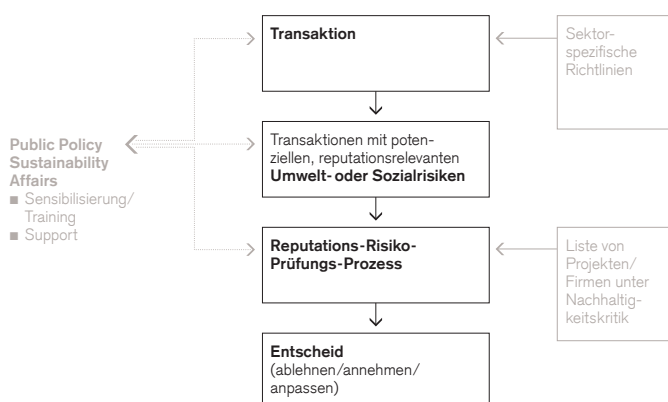 Transaktion
Sektor-
spezifische
Richtlinien
Public Policy
Sustainability
Affairs
■ Sensibilisierung/
Training
■ Support
Transaktionen mit poten-
ziellen, reputationsrelevanten
Umwelt- oder Sozialrisiken
Reputations-Risiko-
Prüfungs-Prozess
Liste von
Projekten/
Firmen unter
Nachhaltig-
keitskritik
Entscheid
(ablehnen/annehmen/
anpassen)